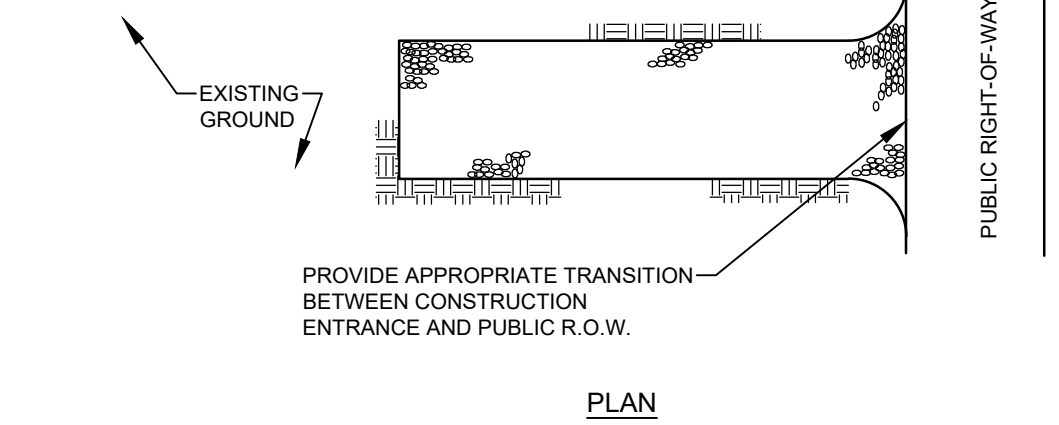 EXISTING
GROUND
PUBLIC RIGHT-OF-WAY
PROVIDE APPROPRIATE TRANSITION
BETWEEN CONSTRUCTION
ENTRANCE AND PUBLIC R.O.W.
PLAN